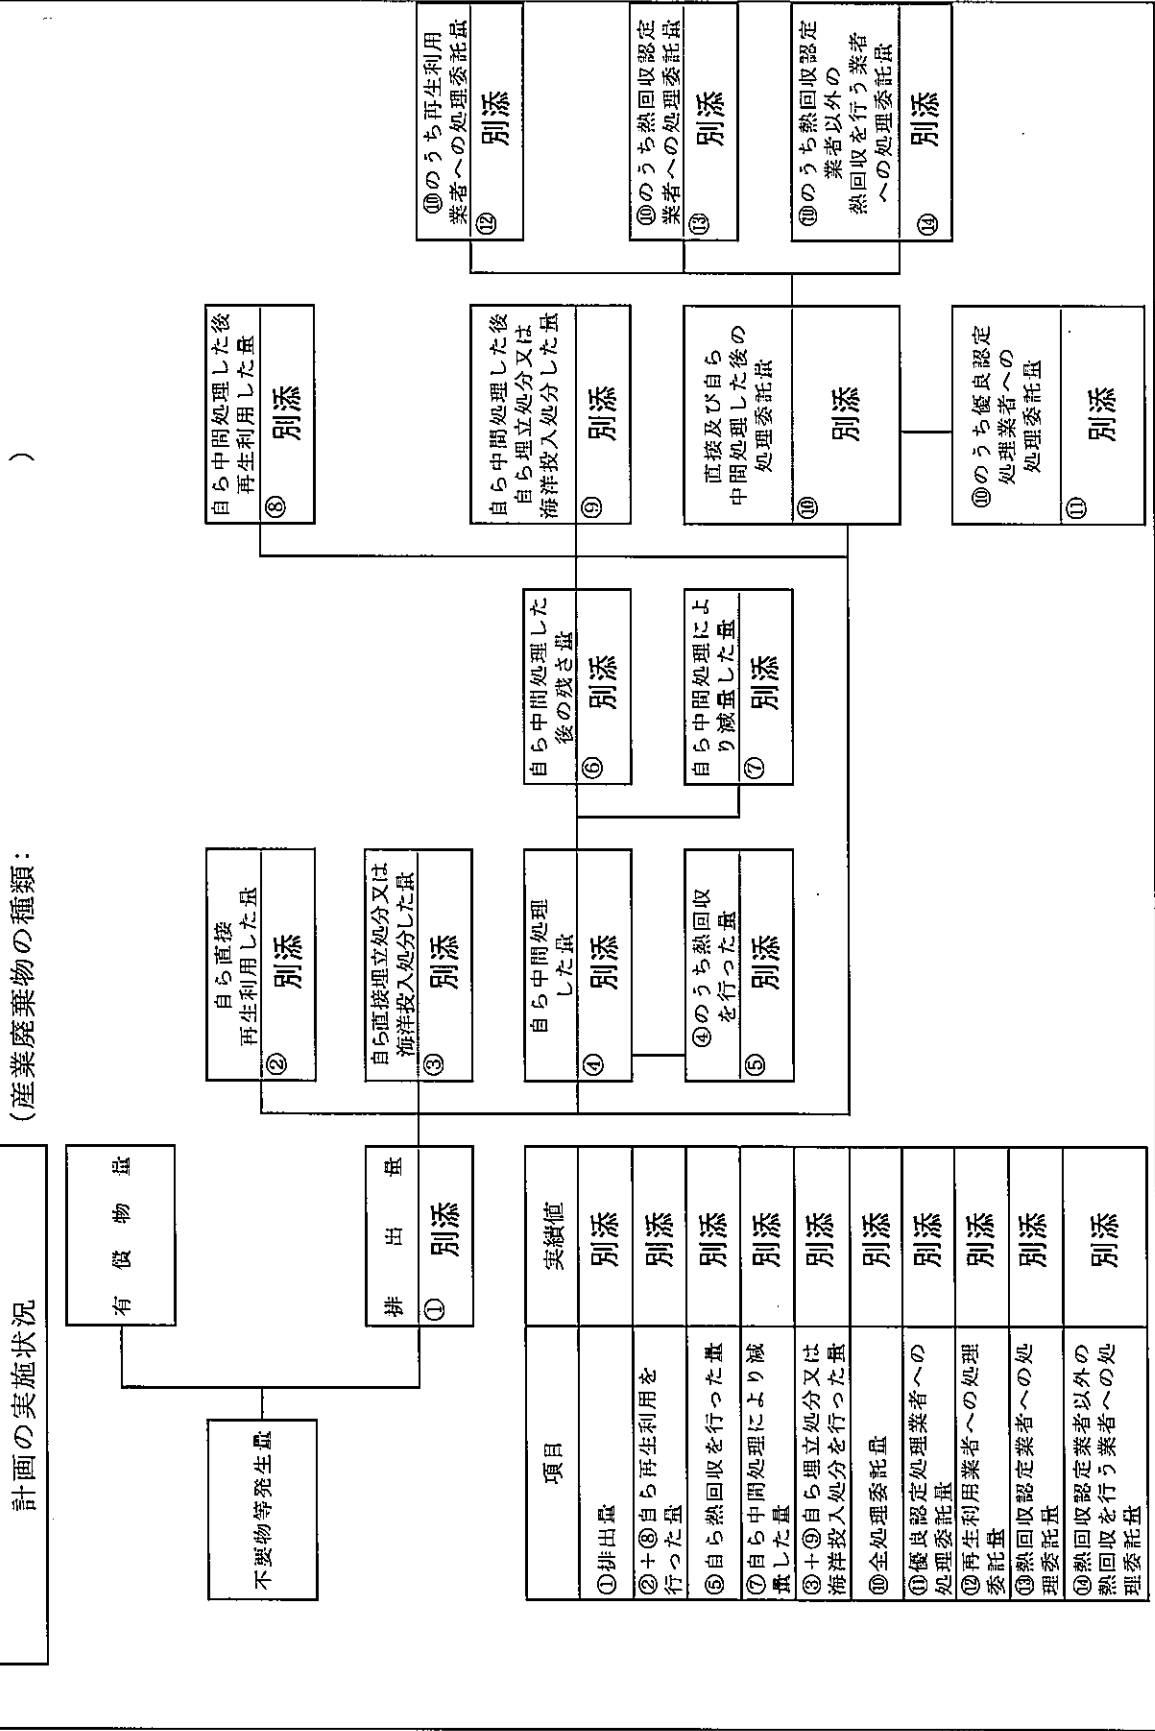 計画の実施状況
(産業廃棄物の種類: )
有償物量
不要物等発生量
排出量
① 別添
自ら直接
再生利用した量
② 別添
自ら直接埋立処分又は
海洋投入処分した量
③ 別添
自ら中間処理
した量
④ 別添
④のうち熱回収
を行った量
⑤ 別添
自ら中間処理した
後の残さ量
⑥ 別添
自ら中間処理によ
り減量した量
⑦ 別添
自ら中間処理した後
再生利用した量
⑧ 別添
自ら中間処理した後
自ら埋立処分又は
海洋投入処分した量
⑨ 別添
直接及び自ら
中間処理した後の
処理委託量
⑩ 別添
⑩のうち優良認定
処理業者への
処理委託量
⑪ 別添
⑩のうち再生利用
業者への処理委託量
⑫ 別添
⑩のうち熱回収認定
業者への処理委託量
⑬ 別添
⑩のうち熱回収認定
業者以外の
熱回収を行う業者
への処理委託量
⑭ 別添
項目 実績値
①排出量 別添
②+⑧自ら再生利用を
行った量 別添
⑤自ら熱回収を行った量 別添
⑦自ら中間処理により減
量した量 別添
③+⑨自ら埋立処分又は
海洋投入処分を行った量 別添
⑩全処理委託量 別添
⑪優良認定処理業者への
処理委託量 別添
⑫再生利用業者への処理
委託量 別添
⑬熱回収認定業者への処
理委託量 別添
⑭熱回収認定業者以外の
熱回収を行う業者への処
理委託量 別添